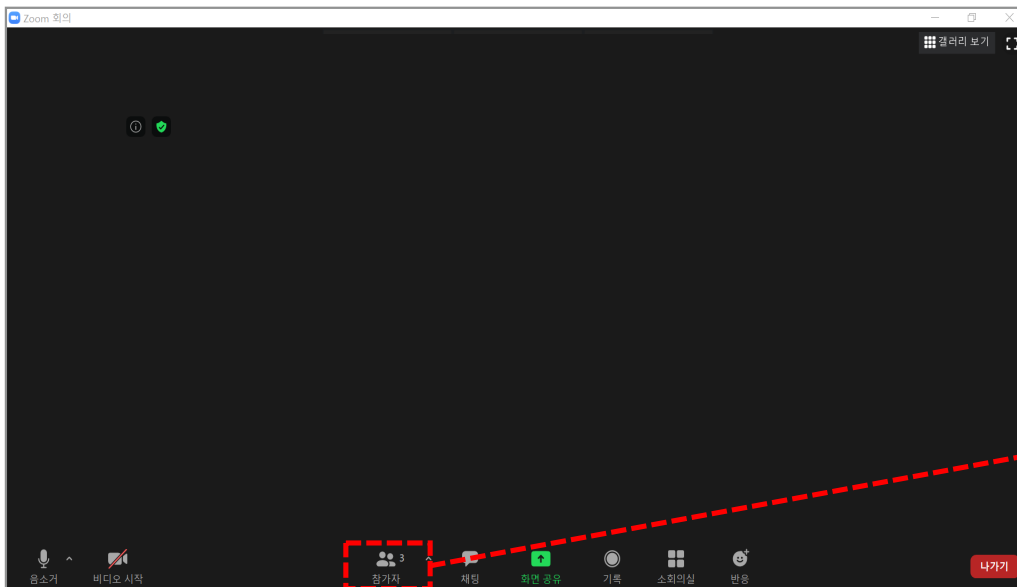 Zoom 회의
갤러리 보기
3
음소거
비디오 시작
참가자
채팅
화면 공유
기록
소회의실
반응
나가기